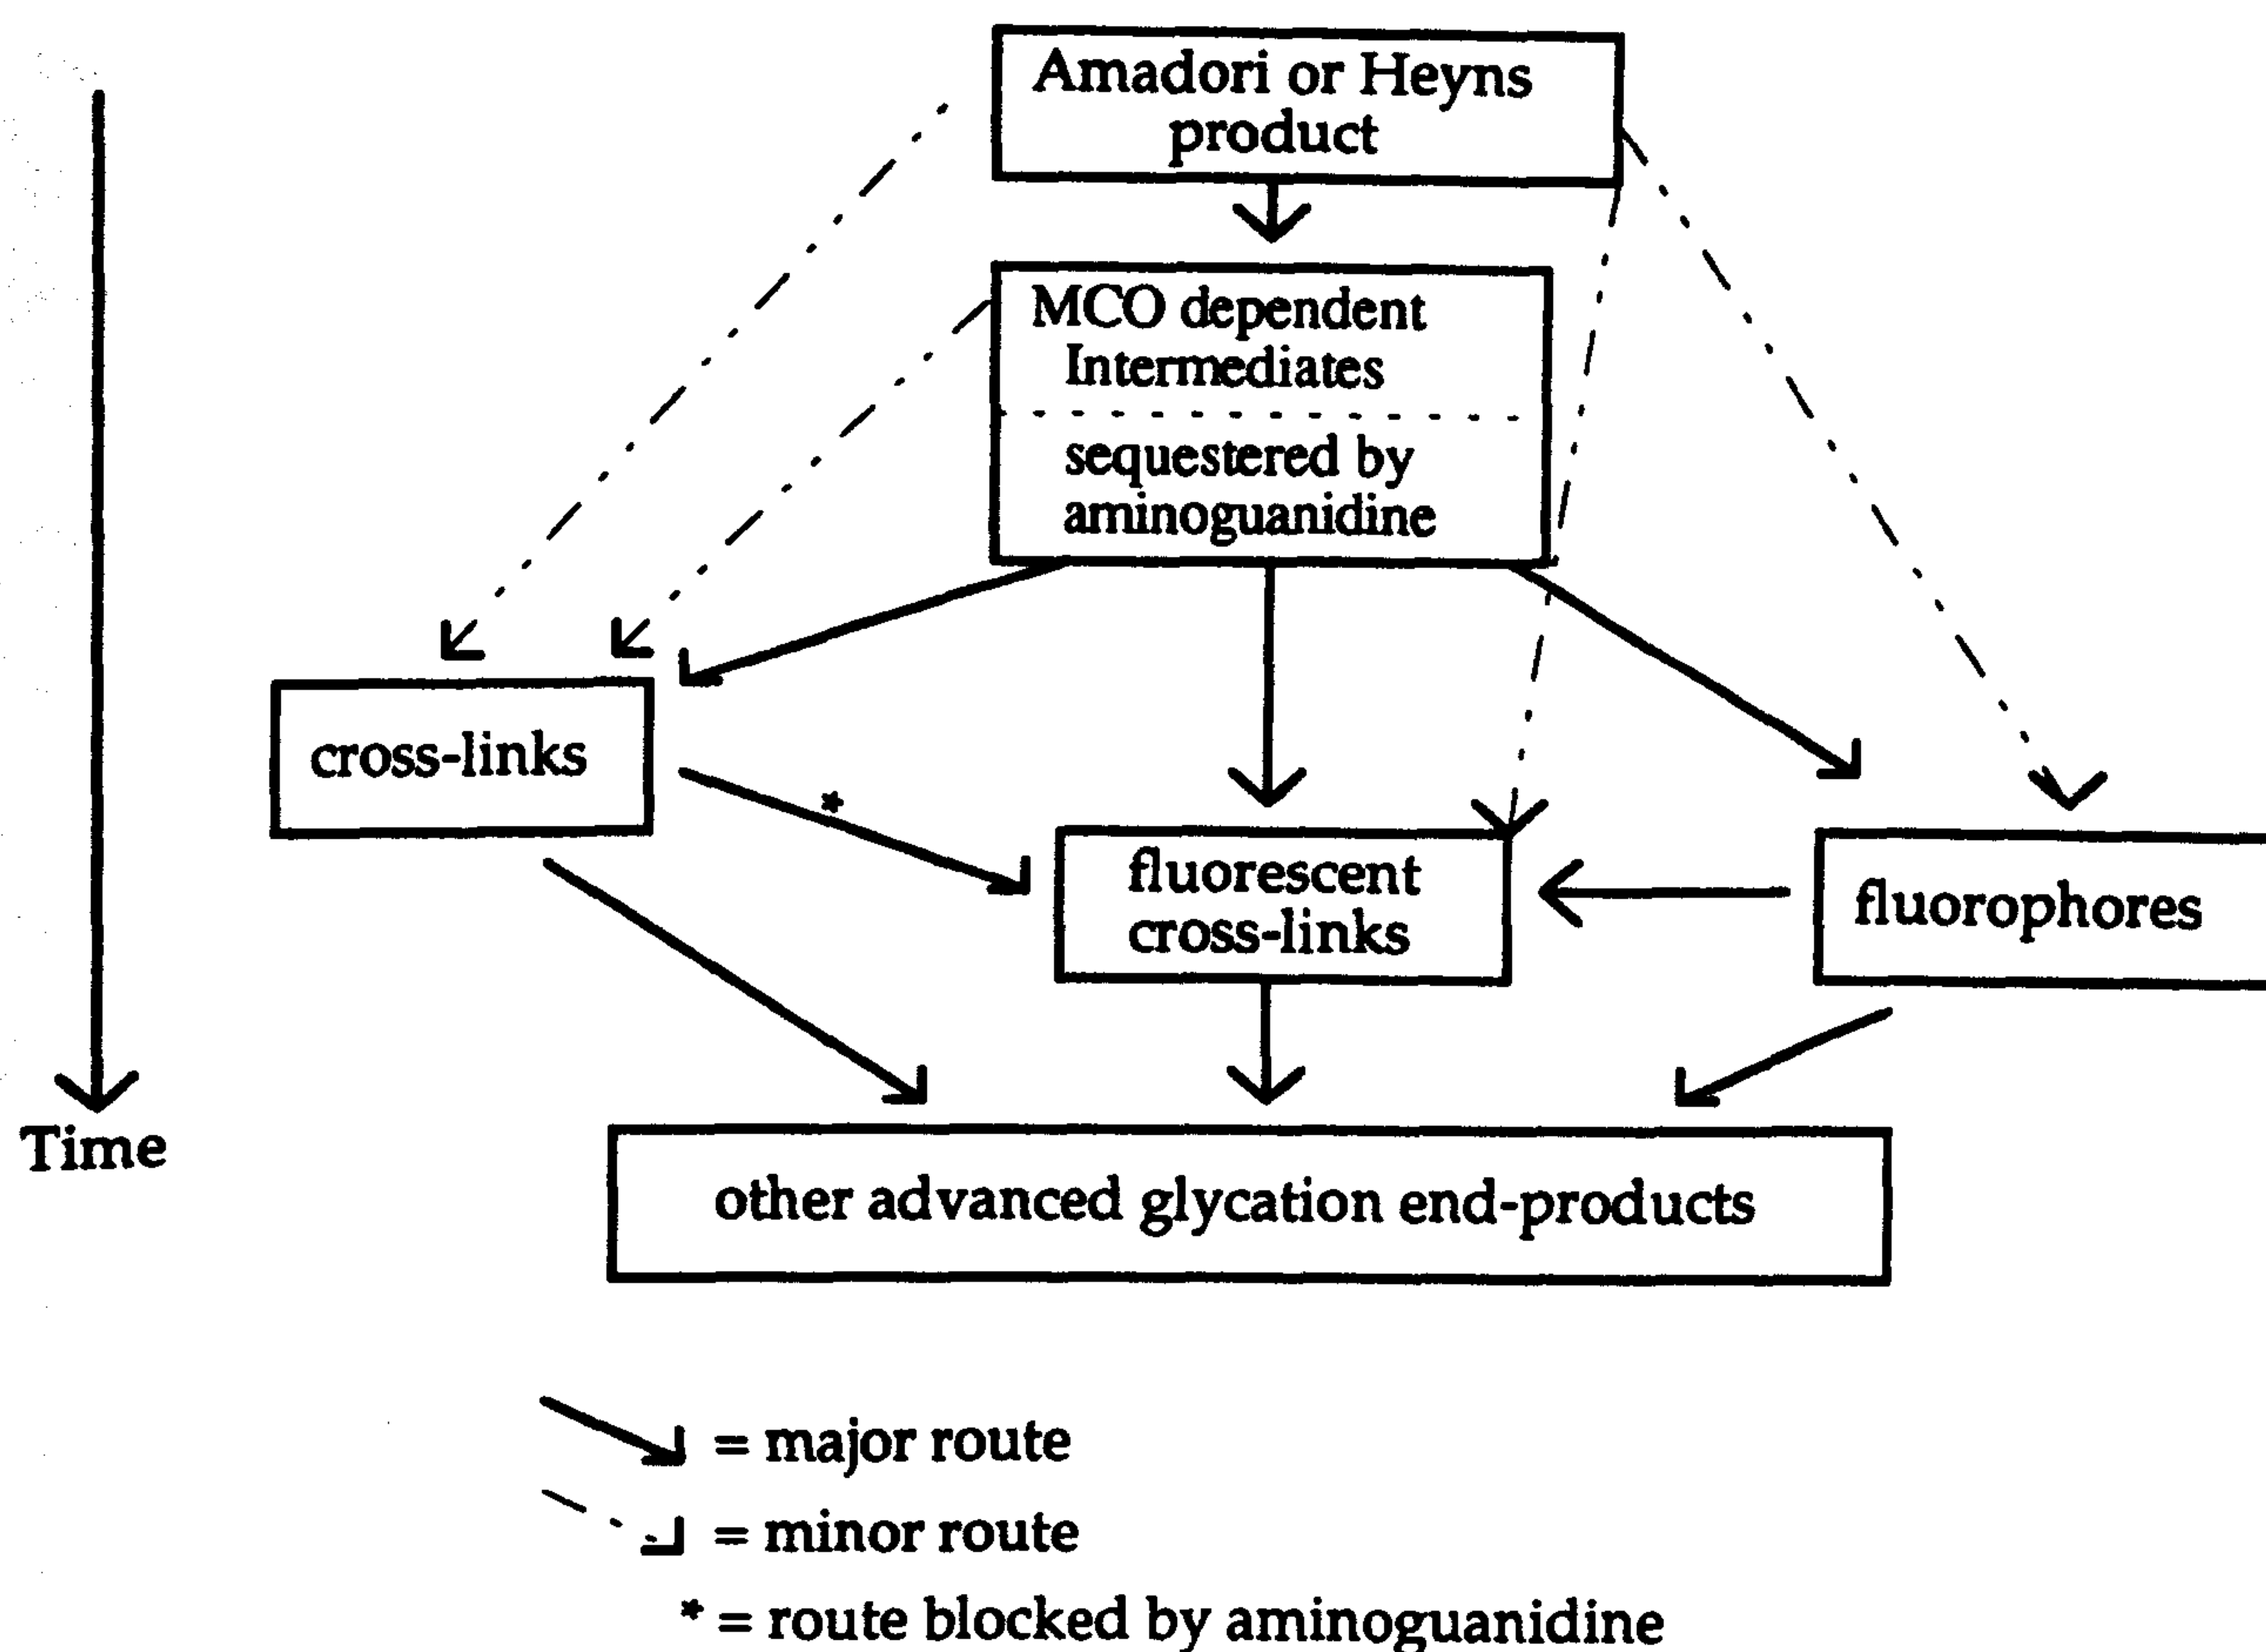 Amadori or Heyns
product
MCO dependent
Intermediates
sequestered by
aminoguanidine
cross-links
*
fluorescent
cross-links
fluorophores
Time
other advanced glycation end-products
= major route
= minor route
* = route blocked by aminoguanidine